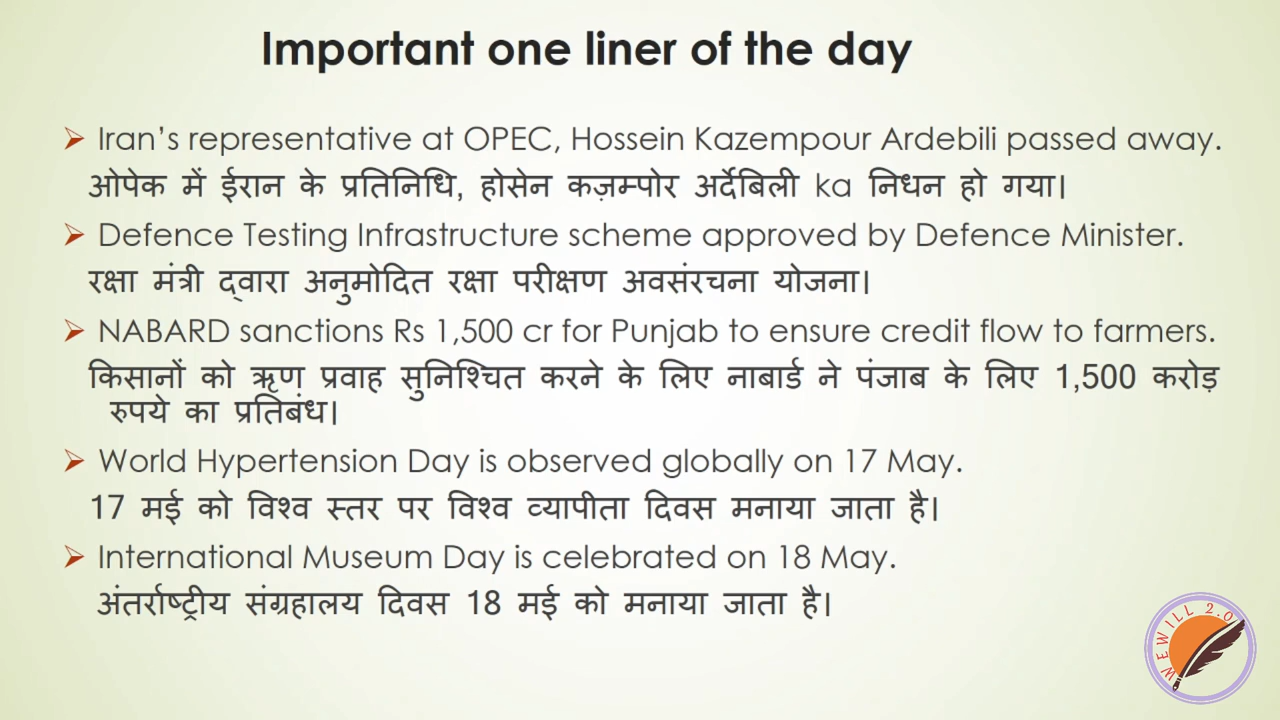 Important one liner of the day
Iran's representative at OPEC, Hossein Kazempour Ardebili passed away.
ओपेक में ईरान के प्रतिनिधि, होसेन कज़म्पोर अर्देबिली ka निधन हो गया।
Defence Testing Infrastructure scheme approved by Defence Minister.
रक्षा मंत्री द्वारा अनुमोदित रक्षा परीक्षण अवसंरचना योजना।
NABARD sanctions Rs 1,500 cr for Punjab to ensure credit flow to farmers.
किसानों को ऋण प्रवाह सुनिश्चित करने के लिए नाबार्ड ने पंजाब के लिए 1,500 करोड़
रुपये का प्रतिबंध।
World Hypertension Day is observed globally on 17 May.
17 मई को विश्व स्तर पर विश्व व्यापीता दिवस मनाया जाता है।
International Museum Day is celebrated on 18 May.
अंतर्राष्ट्रीय संग्रहालय दिवस 18 मई को मनाया जाता है।
WEWILL 2.0